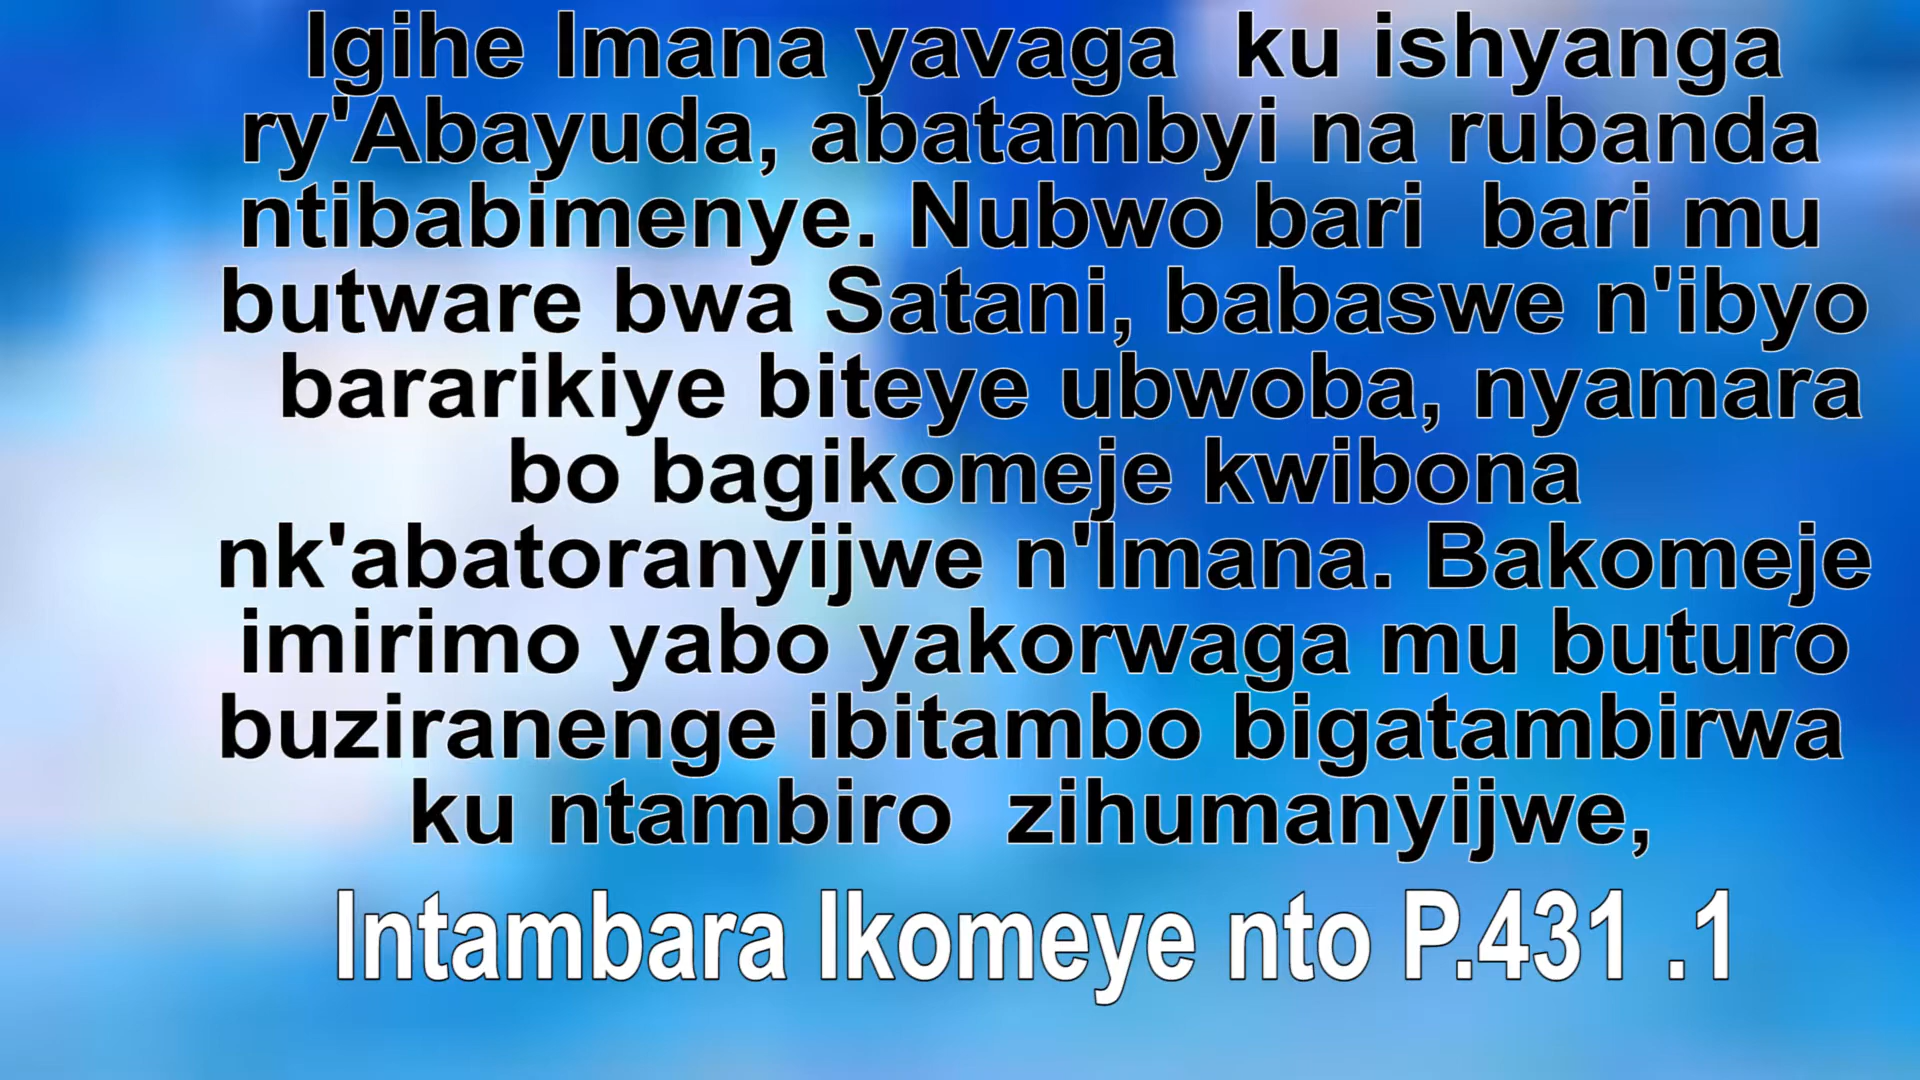 Igihe Imana yavaga ku ishyanga
ry'Abayuda, abatambyi na rubanda
ntibabimenye. Nubwo bari bari mu
butware bwa Satani, babaswe n'ibyo
bararikiye biteye ubwoba, nyamara
bo bagikomeje kwibona
nk'abatoranyijwe n'Imana. Bakomeje
imirimo yabo yakorwaga mu buturo
buziranenge ibitambo bigatambirwa
ku ntambiro zihumanyijwe,
Intambara Ikomeye nto P.431 .1